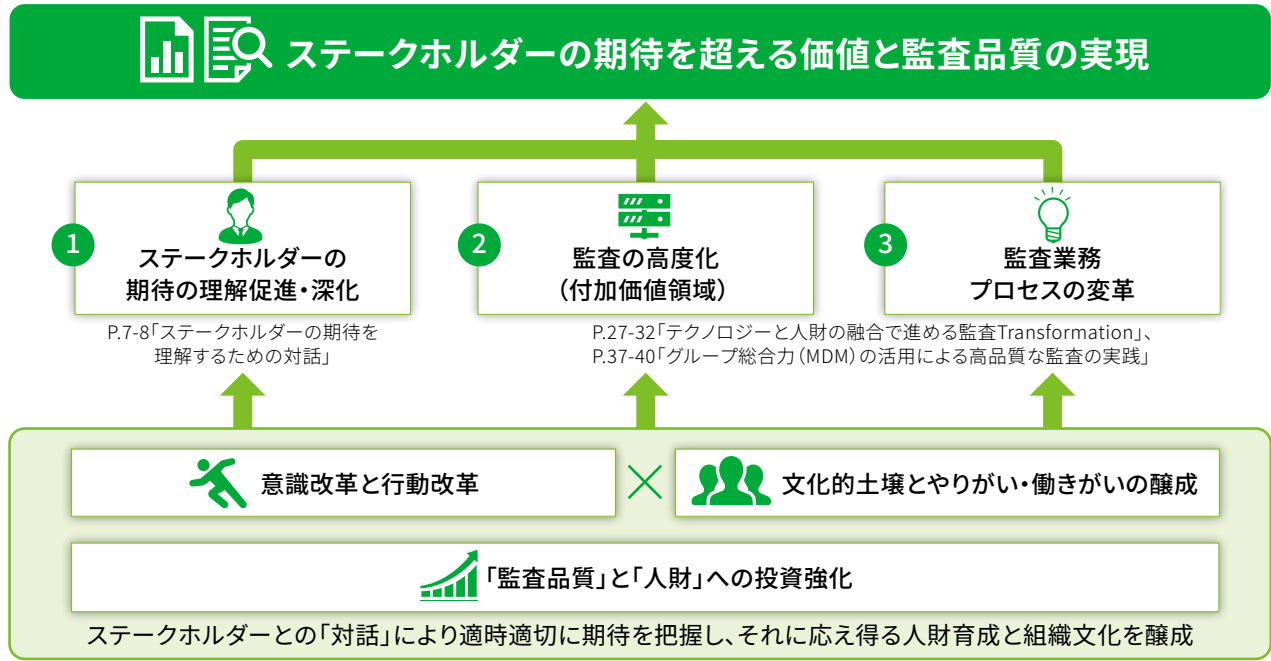 ステークホルダーの期待を超える価値と監査品質の実現
1
ステークホルダーの
期待の理解促進・深化
2
監査の高度化
（付加価値領域）
3
監査業務
プロセスの変革
P.7-8「ステークホルダーの期待を
理解するための対話」
P.27-32「テクノロジーと人財の融合で進める監査Transformation」、
P.37-40「グループ総合力（MDM）の活用による高品質な監査の実践」
意識改革と行動改革
×
文化的土壌とやりがい・働きがいの醸成
「監査品質」と「人財」への投資強化
ステークホルダーとの「対話」により適時適切に期待を把握し、それに応え得る人財育成と組織文化を醸成